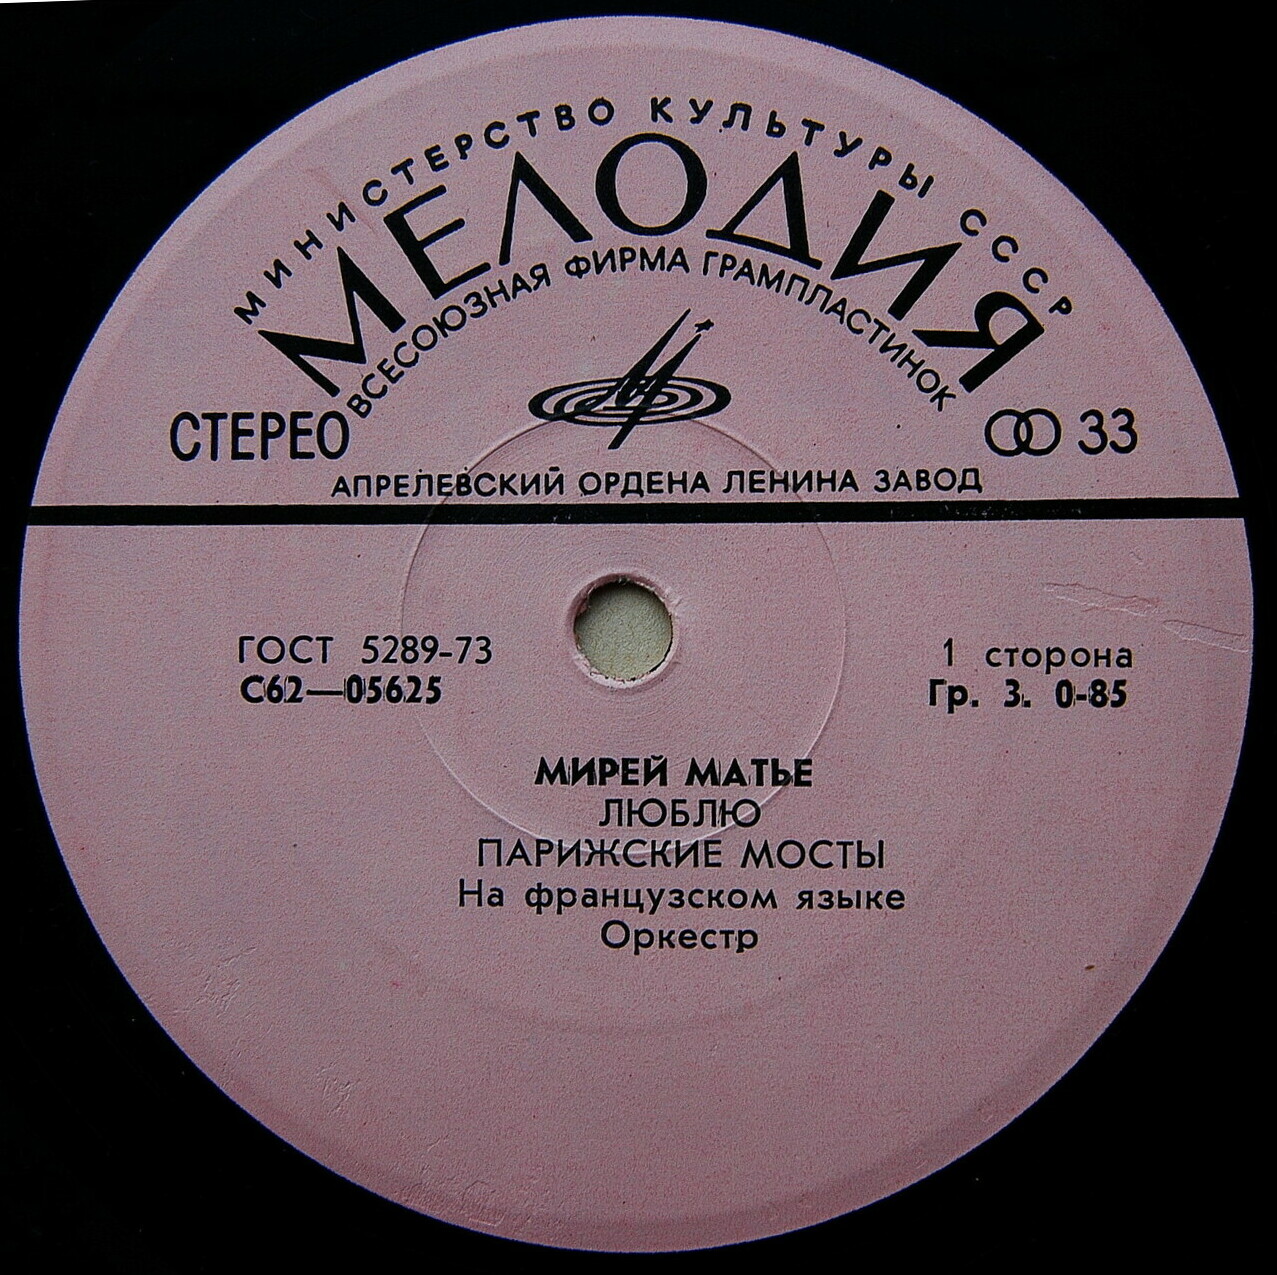 МИНИСТЕРСТВО КУЛЬТУРЫ СССР
МЕЛОДИЯ
ВСЕСОЮЗНАЯ ФИРМА ГРАМПЛАСТИНОК
СТЕРЕО
33
АПРЕЛЕВСКИЙ ОРДЕНА ЛЕНИНА ЗАВОД
ГОСТ 5289-73
С62—05625
1 сторона
Гр. 3. 0-85
МИРЕЙ МАТЬЕ
ЛЮБЛЮ
ПАРИЖСКИЕ МОСТЫ
На французском языке
Оркестр